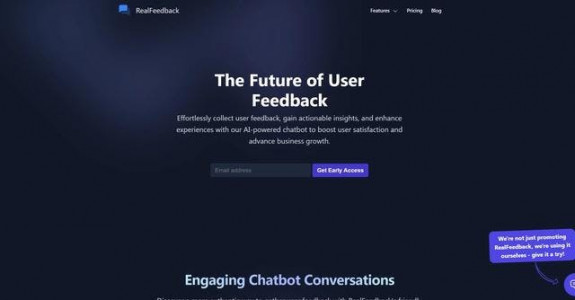 RealFeedback
Features
Pricing
Blog
The Future of User
Feedback
Effortlessly collect user feedback, gain actionable insights, and enhance
experiences with our AI-powered chatbot to boost user satisfaction and
advance business growth.
Email address
Get Early Access
We're not just promoting
RealFeedback, we're using it
ourselves - give it a try!
Engaging Chatbot Conversations